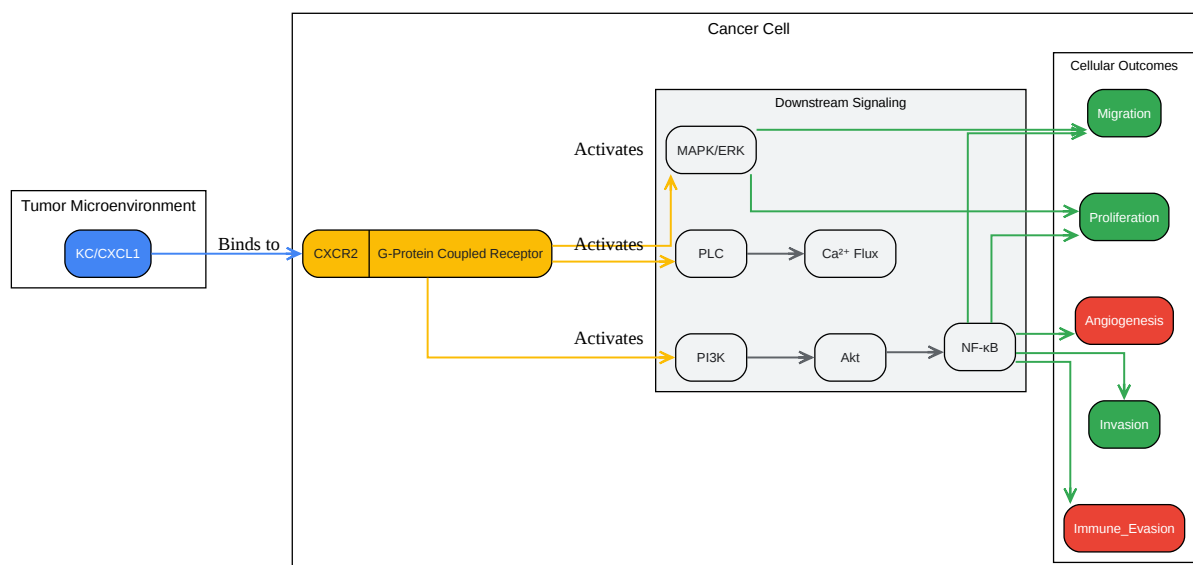 Cancer Cell
Cellular Outcomes
Migration
Downstream Signaling
Activates
MAPK/ERK
Tumor Microenvironment
KC/CXCL1
Binds to
CXCR2
G-Protein Coupled Receptor
Activates
PLC
Ca²⁺ Flux
Proliferation
Activates
PI3K
Akt
NF-κB
Angiogenesis
Invasion
Immune_Evasion